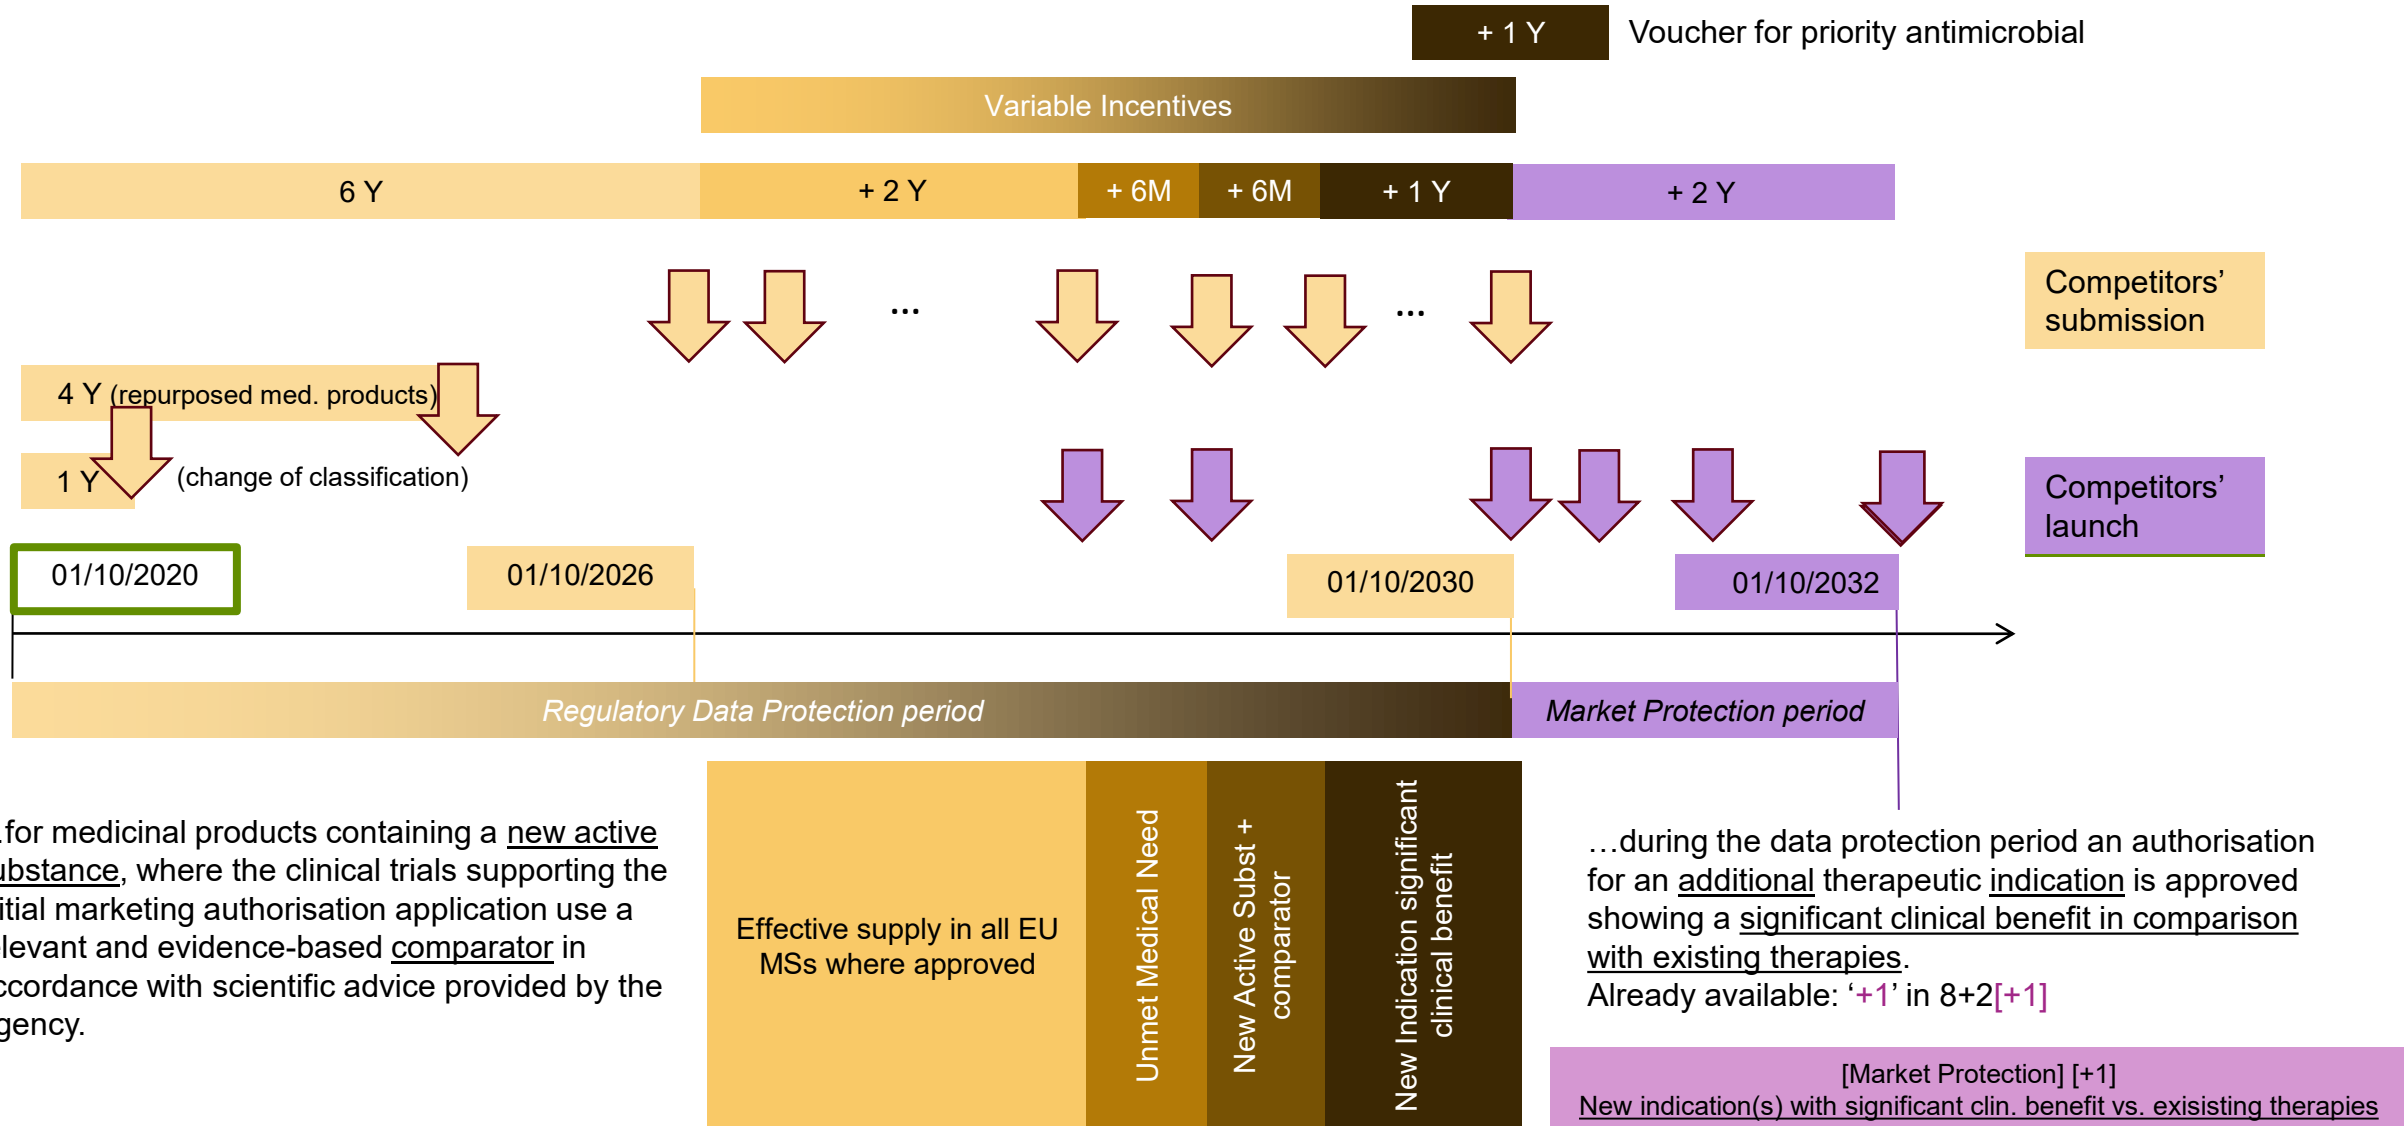 + 1 Y
Voucher for priority antimicrobial
Variable Incentives
6 Y
+ 2 Y
+ 6M
+ 6M
+ 1 Y
+ 2 Y
...
...
Competitors’
submission
4 Y (repurposed med. products)
1 Y
(change of classification)
Competitors’
launch
01/10/2020
01/10/2026
01/10/2030
01/10/2032
Regulatory Data Protection period
Market Protection period
.for medicinal products containing a new active
ubstance, where the clinical trials supporting the
itial marketing authorisation application use a
elevant and evidence-based comparator in
ccordance with scientific advice provided by the
gency.
Effective supply in all EU
MSs where approved
Unmet Medical Need
New Active Subst +
comparator
New Indication significant
clinical benefit
…during the data protection period an authorisation
for an additional therapeutic indication is approved
showing a significant clinical benefit in comparison
with existing therapies.
Already available: ‘+1’ in 8+2[+1]
[Market Protection] [+1]
New indication(s) with significant clin. benefit vs. exisisting therapies